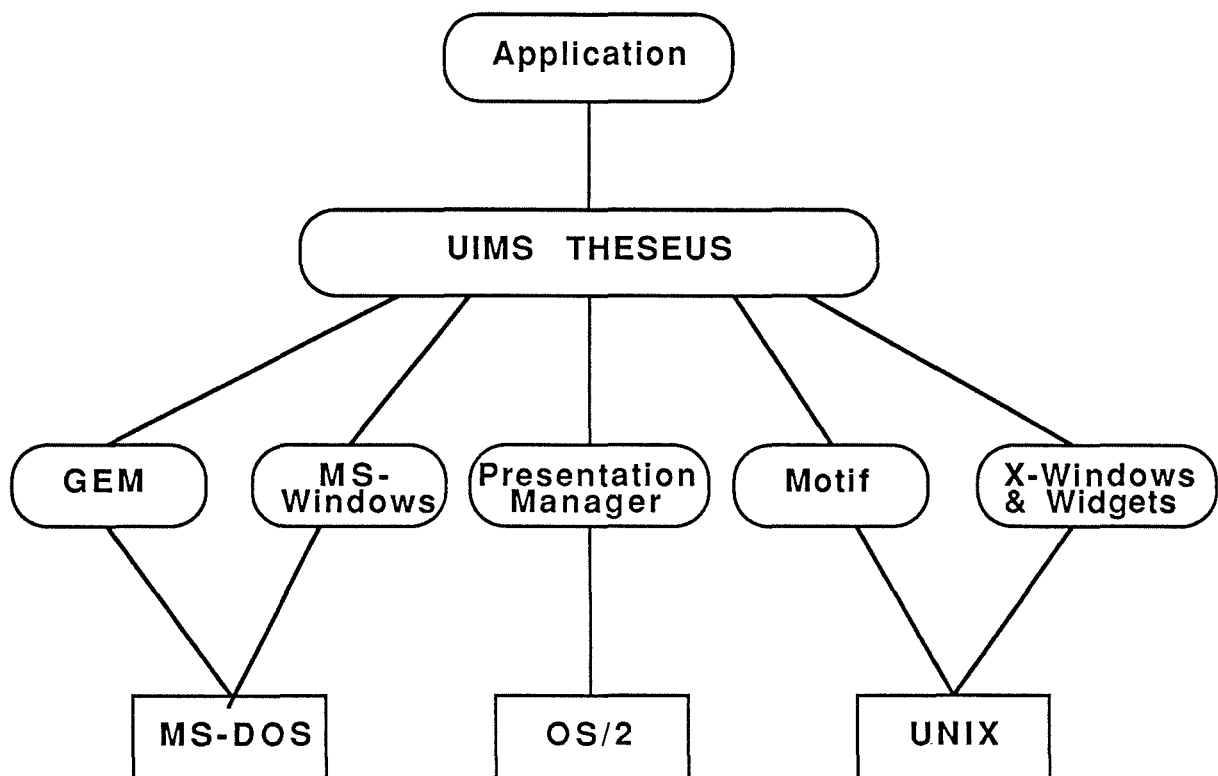 Application
UIMS THESEUS
GEM
MS-
Windows
Presentation
Manager
Motif
X-Windows
& Widgets
MS-DOS
OS/2
UNIX